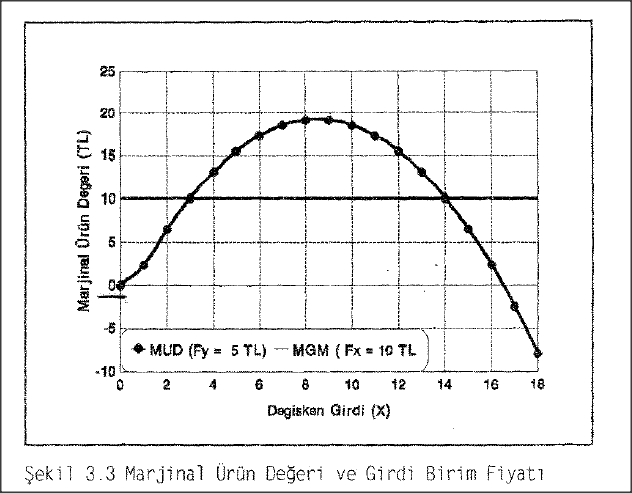 25
20
15
10
5
0
-5
-10
Marjinal Ürün Değeri (TL)
MUD (Fy = 5 TL) MGM ( Fx = 10 TL
0 2 4 6 8 10 12 14 16 18
Degisken Girdi (X)
Şekil 3.3 Marjinal Ürün Değeri ve Girdi Birim Fiyatı